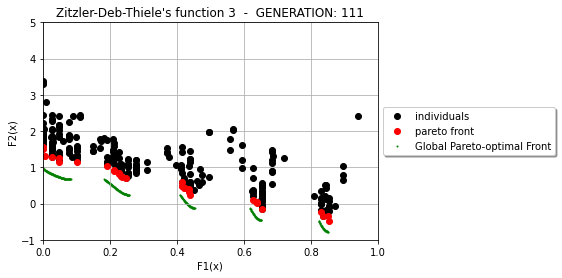 Zitzler-Deb-Thiele's function 3 - GENERATION: 111
5
4
3
2
1
0
-1
F2(x)
0.0 0.2 0.4 0.6 0.8 1.0
F1(x)
individuals
pareto front
Global Pareto-optimal Front